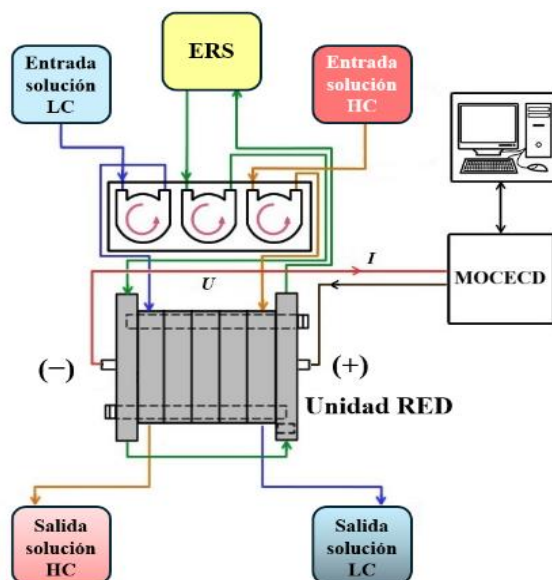 Entrada
solución
LC
ERS
Entrada
solución
HC
MOCECD
U
I
(−)
(+)
Unidad RED
Salida
solución
HC
Salida
solución
LC